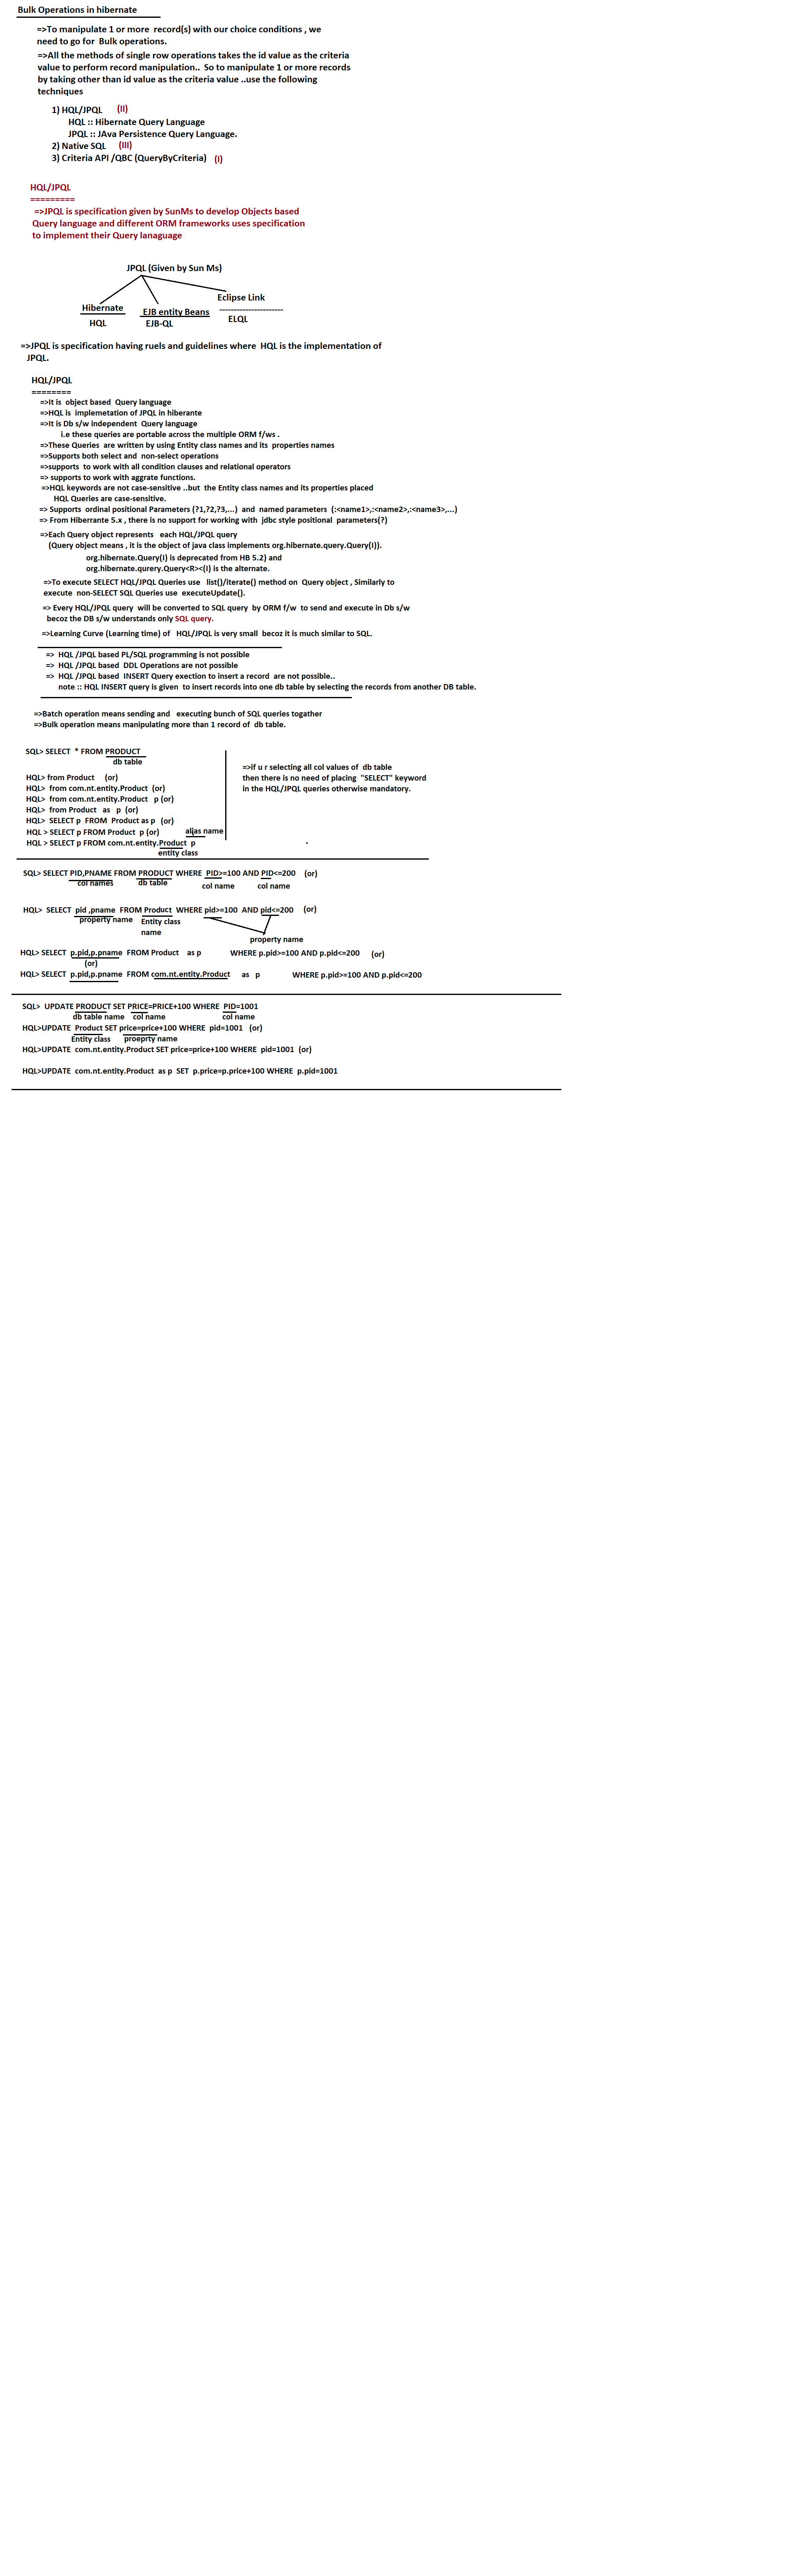 Bulk Operations in hibernate
=>To manipulate 1 or more record(s) with our choice conditions , we
need to go for Bulk operations.
=>All the methods of single row operations takes the id value as the criteria
value to perform record manipulation.. So to manipulate 1 or more records
by taking other than id value as the criteria value ..use the following
techniques
1) HQL/JPQL (II)
HQL :: Hibernate Query Language
JPQL :: JAva Persistence Query Language.
2) Native SQL (III)
3) Criteria API /QBC (QueryByCriteria) (I)
HQL/JPQL
=========
=>JPQL is specification given by SunMs to develop Objects based
Query language and different ORM frameworks uses specification
to implement their Query lanaguage
JPQL (Given by Sun Ms)
Hibernate EJB entity Beans Eclipse Link
----------------------
HQL EJB-QL ELQL
=>JPQL is specification having ruels and guidelines where HQL is the implementation of
JPQL.
HQL/JPQL
========
=>It is object based Query language
=>HQL is implemetation of JPQL in hiberante
=>It is Db s/w independent Query language
i.e these queries are portable across the multiple ORM f/ws .
=>These Queries are written by using Entity class names and its properties names
=>Supports both select and non-select operations
=>supports to work with all condition clauses and relational operators
=> supports to work with aggrate functions.
=>HQL keywords are not case-sensitive ..but the Entity class names and its properties placed
HQL Queries are case-sensitive.
=> Supports ordinal positional Parameters (?1,?2,?3,...) and named parameters (:<name1>,:<name2>,:<name3>,...)
=> From Hiberrante 5.x , there is no support for working with jdbc style positional parameters(?)
=>Each Query object represents each HQL/JPQL query
(Query object means , it is the object of java class implements org.hibernate.query.Query(I)).
org.hibernate.Query(I) is deprecated from HB 5.2) and
org.hibernate.qurery.Query<R><(I) is the alternate.
=>To execute SELECT HQL/JPQL Queries use list()/iterate() method on Query object , Similarly to
execute non-SELECT SQL Queries use executeUpdate().
=> Every HQL/JPQL query will be converted to SQL query by ORM f/w to send and execute in Db s/w
becoz the DB s/w understands only SQL query.
=>Learning Curve (Learning time) of HQL/JPQL is very small becoz it is much similar to SQL.
=> HQL /JPQL based PL/SQL programming is not possible
=> HQL /JPQL based DDL Operations are not possible
=> HQL /JPQL based INSERT Query exection to insert a record are not possible..
note :: HQL INSERT query is given to insert records into one db table by selecting the records from another DB table.
=>Batch operation means sending and executing bunch of SQL queries togather
=>Bulk operation means manipulating more than 1 record of db table.
SQL> SELECT * FROM PRODUCT
db table
HQL> from Product (or)
HQL> from com.nt.entity.Product (or)
HQL> from com.nt.entity.Product p (or)
HQL> from Product as p (or)
HQL> SELECT p FROM Product as p (or)
HQL > SELECT p FROM Product p (or) alias name
HQL > SELECT p FROM com.nt.entity.Product p
entity class
=>if u r selecting all col values of db table
then there is no need of placing "SELECT" keyword
in the HQL/JPQL queries otherwise mandatory.
SQL> SELECT PID,PNAME FROM PRODUCT WHERE PID>=100 AND PID<=200 (or)
col names db table col name col name
HQL> SELECT pid ,pname FROM Product WHERE pid>=100 AND pid<=200 (or)
property name Entity class
name
property name
HQL> SELECT p.pid,p.pname FROM Product as p WHERE p.pid>=100 AND p.pid<=200 (or)
(or)
HQL> SELECT p.pid,p.pname FROM com.nt.entity.Product as p WHERE p.pid>=100 AND p.pid<=200
SQL> UPDATE PRODUCT SET PRICE=PRICE+100 WHERE PID=1001
db table name col name col name
HQL>UPDATE Product SET price=price+100 WHERE pid=1001 (or)
Entity class proeprty name
HQL>UPDATE com.nt.entity.Product SET price=price+100 WHERE pid=1001 (or)
HQL>UPDATE com.nt.entity.Product as p SET p.price=p.price+100 WHERE p.pid=1001